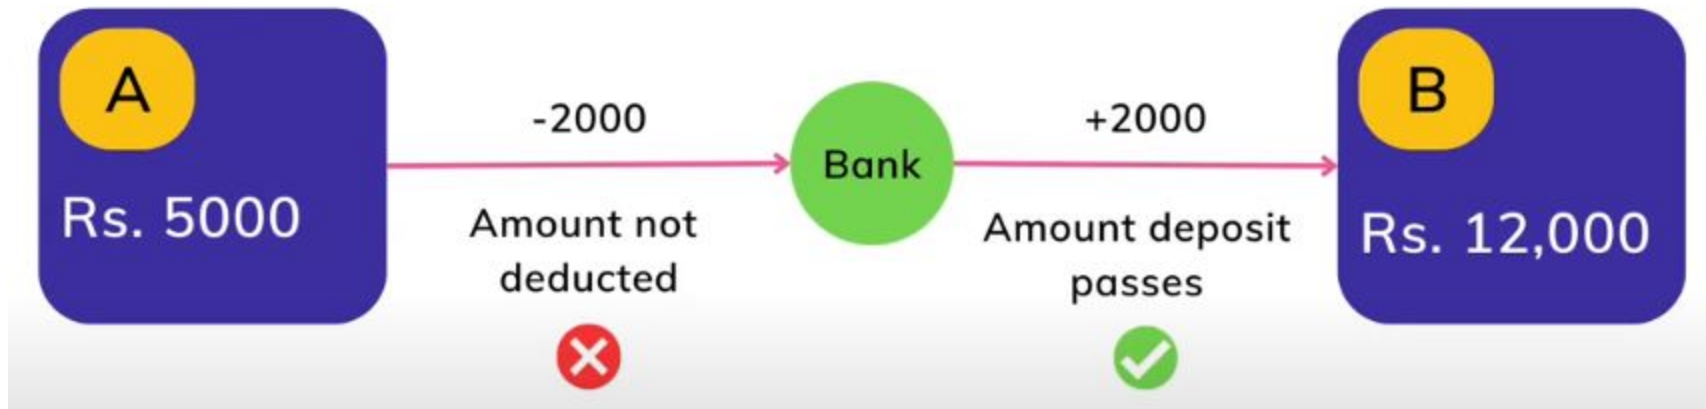 A
Rs. 5000
-2000
Amount not
deducted
Bank
+2000
Amount deposit
passes
B
Rs. 12,000